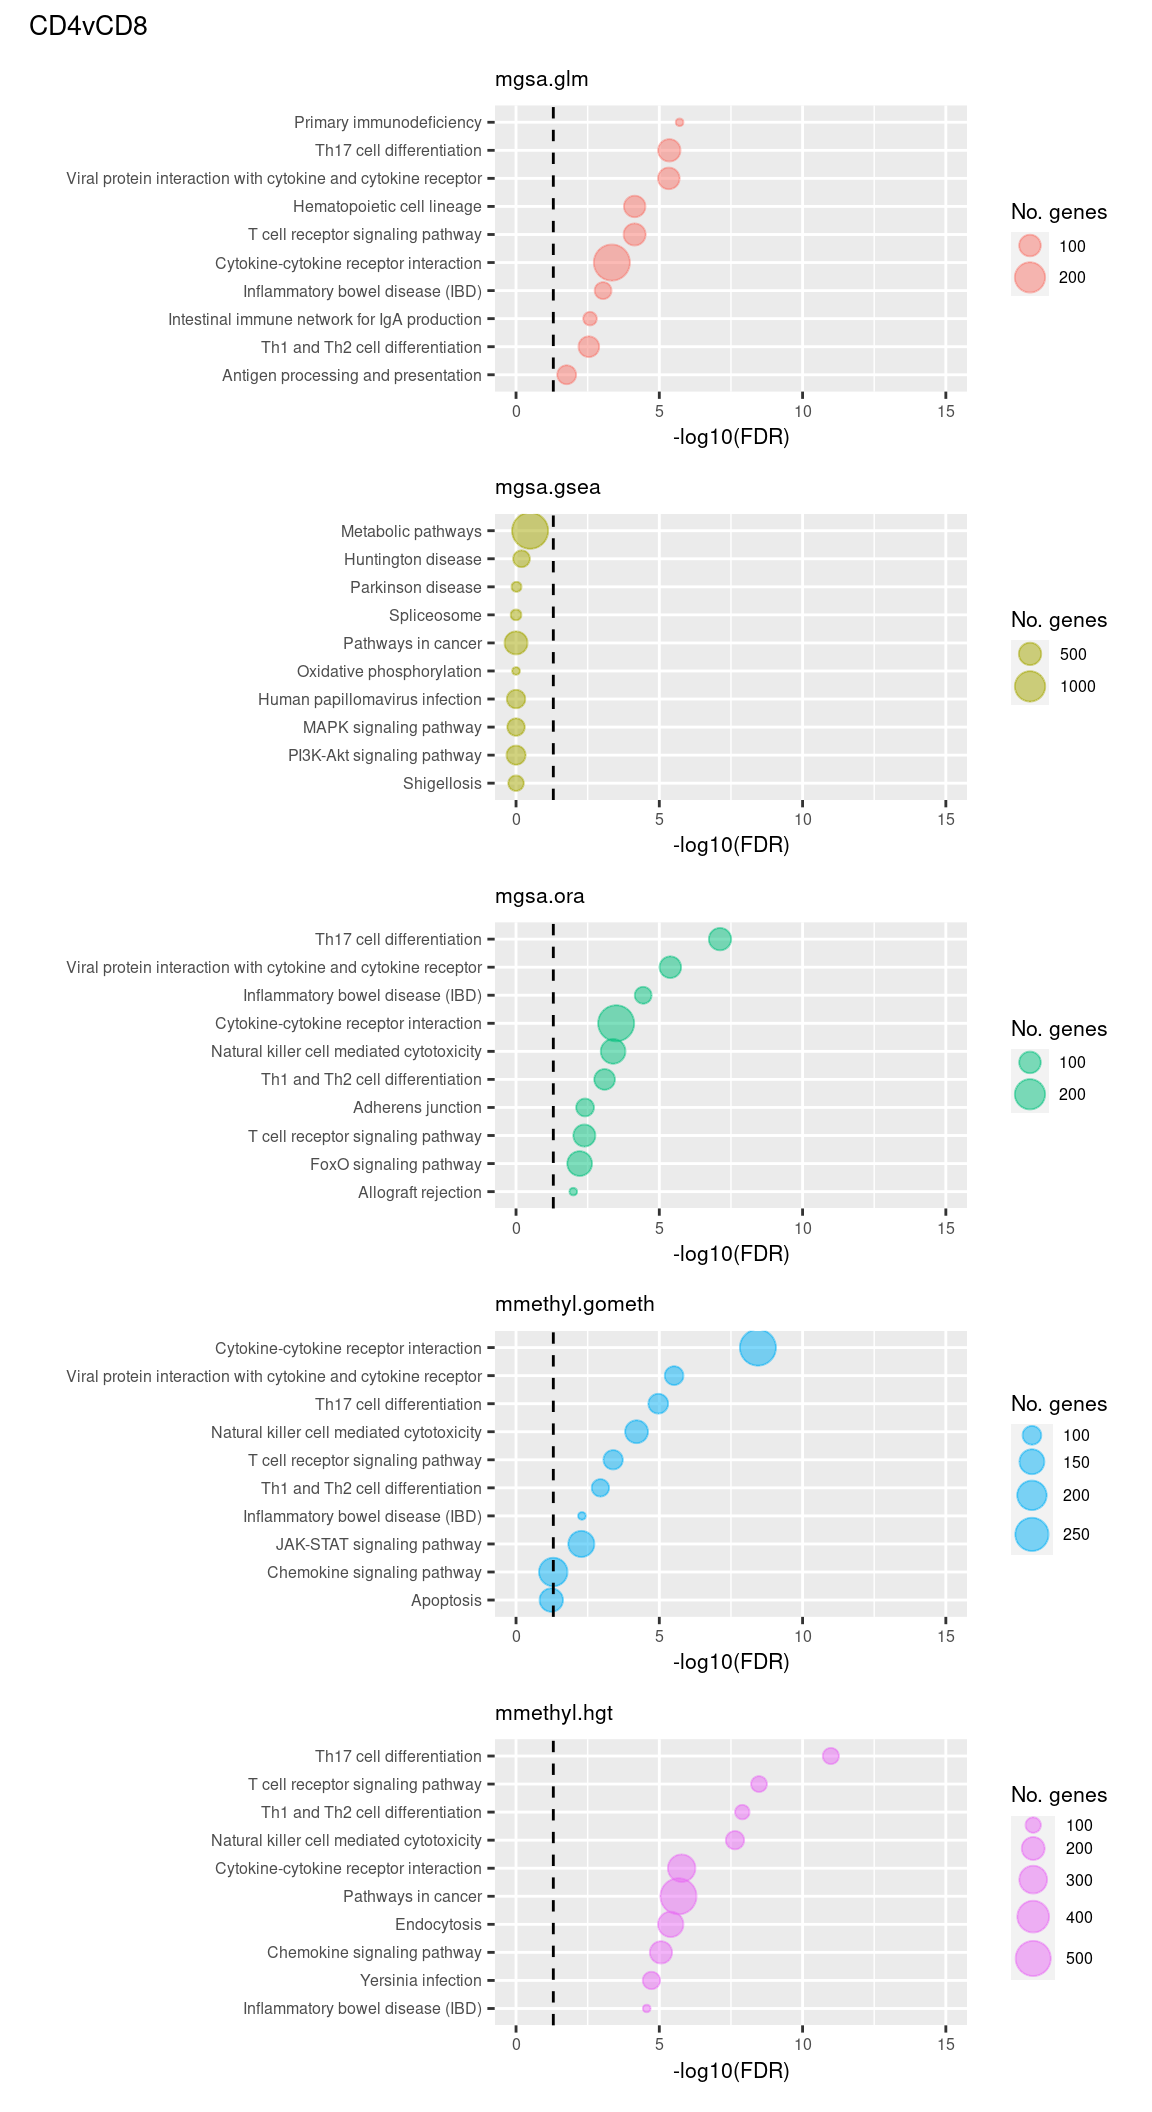 CD4vCD8
mgsa.glm
Primary immunodeficiency
Th17 cell differentiation
Viral protein interaction with cytokine and cytokine receptor
Hematopoietic cell lineage
T cell receptor signaling pathway
Cytokine-cytokine receptor interaction
Inflammatory bowel disease (IBD)
Intestinal immune network for IgA production
Th1 and Th2 cell differentiation
Antigen processing and presentation
0 5 10 15
-log10(FDR)
No. genes
100
200
mgsa.gsea
Metabolic pathways
Huntington disease
Parkinson disease
Spliceosome
Pathways in cancer
Oxidative phosphorylation
Human papillomavirus infection
MAPK signaling pathway
PI3K-Akt signaling pathway
Shigellosis
0 5 10 15
-log10(FDR)
No. genes
500
1000
mgsa.ora
Th17 cell differentiation
Viral protein interaction with cytokine and cytokine receptor
Inflammatory bowel disease (IBD)
Cytokine-cytokine receptor interaction
Natural killer cell mediated cytotoxicity
Th1 and Th2 cell differentiation
Adherens junction
T cell receptor signaling pathway
FoxO signaling pathway
Allograft rejection
0 5 10 15
-log10(FDR)
No. genes
100
200
mmethyl.gometh
Cytokine-cytokine receptor interaction
Viral protein interaction with cytokine and cytokine receptor
Th17 cell differentiation
Natural killer cell mediated cytotoxicity
T cell receptor signaling pathway
Th1 and Th2 cell differentiation
Inflammatory bowel disease (IBD)
JAK-STAT signaling pathway
Chemokine signaling pathway
Apoptosis
0 5 10 15
-log10(FDR)
No. genes
100
150
200
250
mmethyl.hgt
Th17 cell differentiation
T cell receptor signaling pathway
Th1 and Th2 cell differentiation
Natural killer cell mediated cytotoxicity
Cytokine-cytokine receptor interaction
Pathways in cancer
Endocytosis
Chemokine signaling pathway
Yersinia infection
Inflammatory bowel disease (IBD)
0 5 10 15
-log10(FDR)
No. genes
100
200
300
400
500